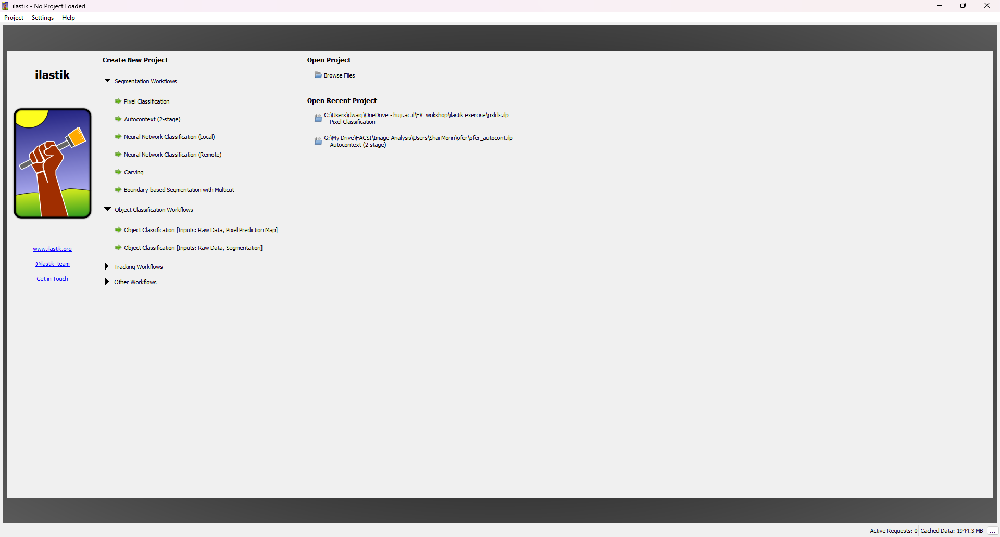 ilastik - No Project Loaded
Project Settings Help
ilastik
www.ilastik.org
@ilastik_team
Get in Touch
Create New Project
Segmentation Workflows
Pixel Classification
Autocontext (2-stage)
Neural Network Classification (Local)
Neural Network Classification (Remote)
Carving
Boundary-based Segmentation with Multicut
Object Classification Workflows
Object Classification [Inputs: Raw Data, Pixel Prediction Map]
Object Classification [Inputs: Raw Data, Segmentation]
Tracking Workflows
Other Workflows
Open Project
Browse Files
Open Recent Project
C:\Users\dwaig\OneDrive - huji.ac.il\EV_wokshop\ilastik exercise\pxlcls.ilp
Pixel Classification
G:\My Drive\FACSI\Image Analysis\Users\Shai Morin\ofer\ofer_autocont.ilp
Autocontext (2-stage)
Active Requests: 0 Cached Data: 1944.3 MB ...